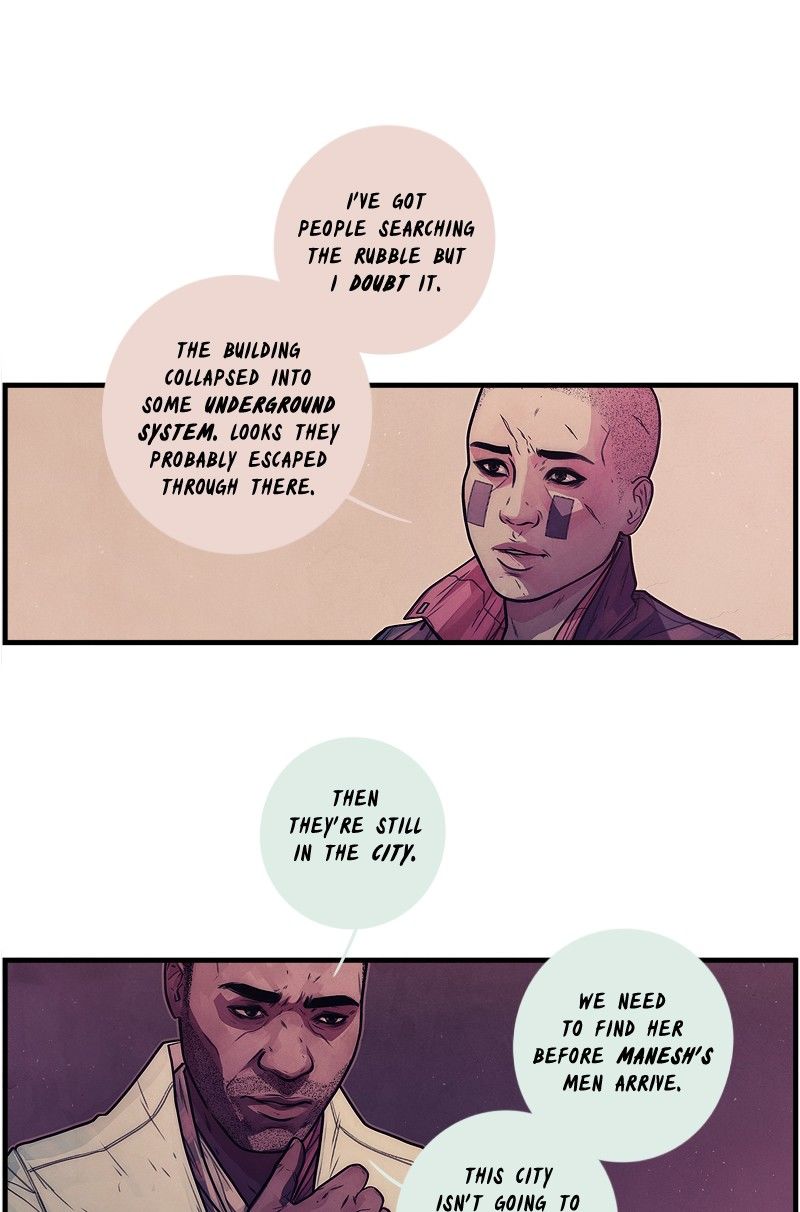 I'VE GOT
PEOPLE SEARCHING
THE RUBBLE BUT
I DOUBT IT.
THE BUILDING
COLLAPSED INTO
SOME UNDERGROUND
SYSTEM. LOOKS THEY
PROBABLY ESCAPED
THROUGH THERE.
THEN
THEY'RE STILL
IN THE CITY.
WE NEED
TO FIND HER
BEFORE MANESH'S
MEN ARRIVE.
THIS CITY
ISN'T GOING TO